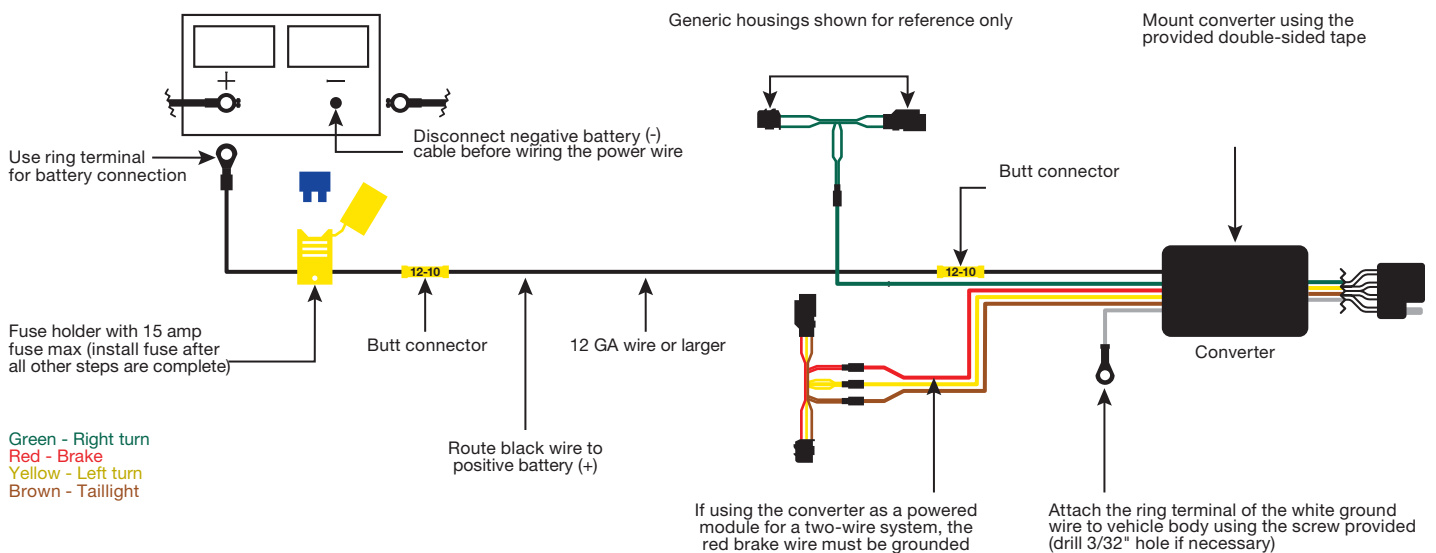 Generic housings shown for reference only
Mount converter using the
provided double-sided tape
+
−
Disconnect negative battery (-)
cable before wiring the power wire
Use ring terminal
for battery connection
Butt connector
12-10
12-10
Fuse holder with 15 amp
fuse max (install fuse after
all other steps are complete)
Butt connector
12 GA wire or larger
Converter
Green - Right turn
Red - Brake
Yellow - Left turn
Brown - Taillight
Route black wire to
positive battery (+)
If using the converter as a powered
module for a two-wire system, the
red brake wire must be grounded
Attach the ring terminal of the white ground
wire to vehicle body using the screw provided
(drill 3/32" hole if necessary)